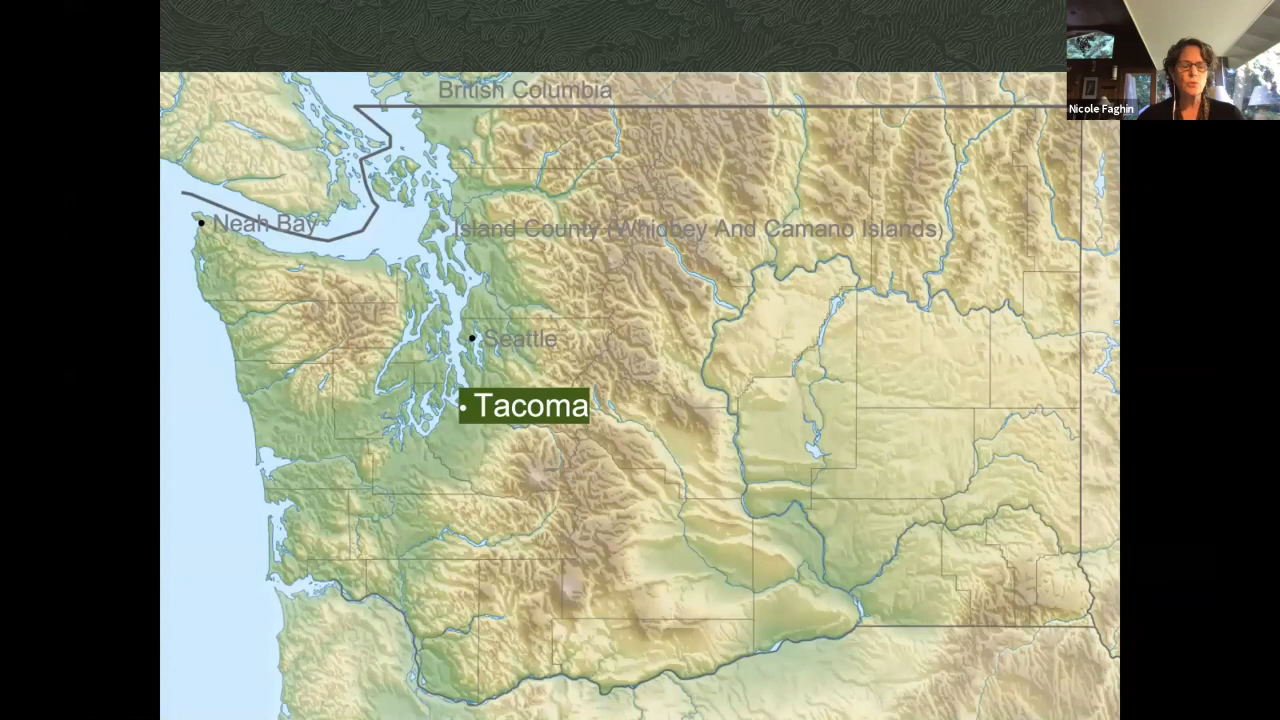 British Columbia
Nicole Faghin
Neah Bay
Island County (Whidbey And Camano Islands)
Seattle
Tacoma